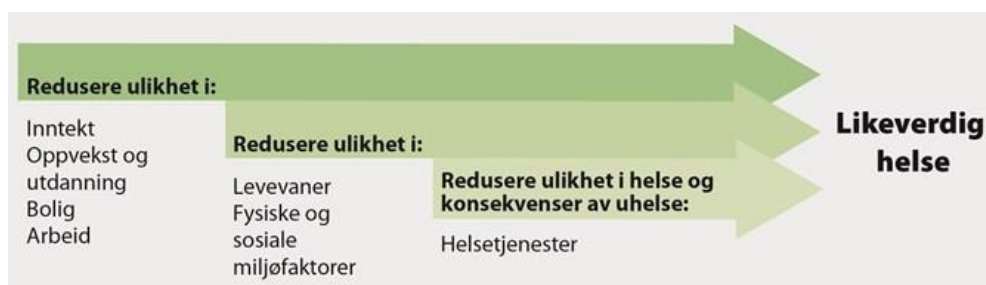 Redusere ulikhet i:
Inntekt
Oppvekst og
utdanning
Bolig
Arbeid
Redusere ulikhet i:
Levevaner
Fysiske og
sosiale
miljøfaktorer
Redusere ulikhet i helse og
konsekvenser av uhelse:
Helsetjenester
Likeverdig
helse